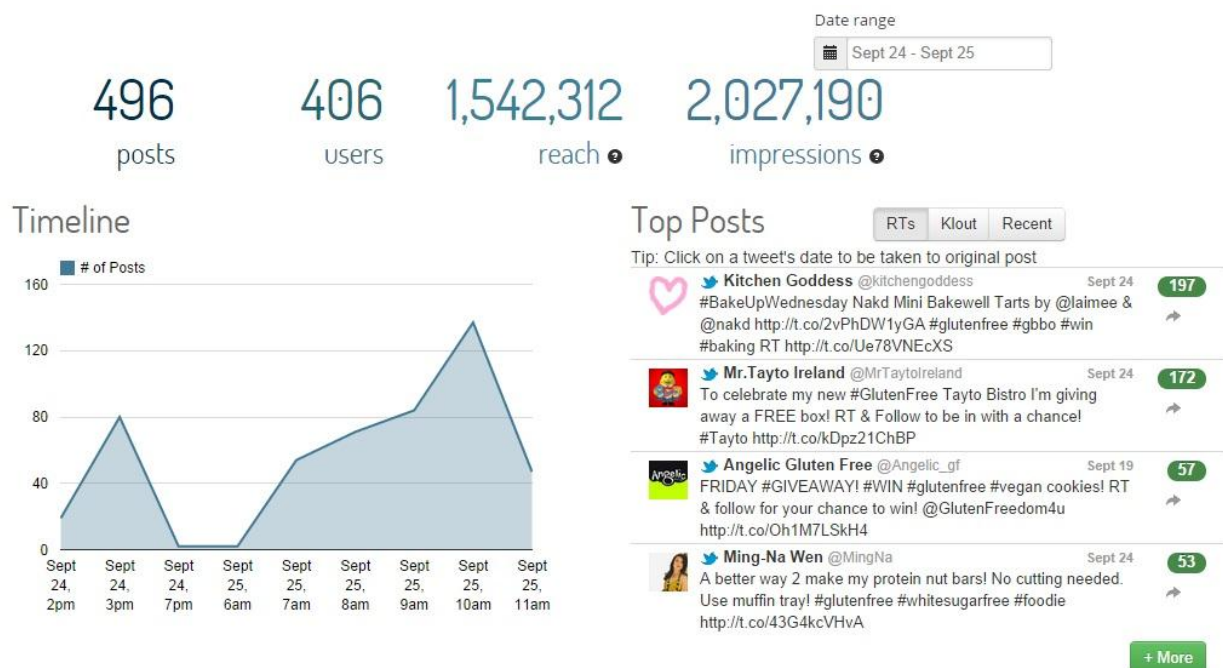 Date range
Sept 24 - Sept 25
496
posts
406
users
1,542,312
reach ?
2,027,190
impressions ?
Timeline
# of Posts
160
120
80
40
0
Sept 24, 2pm
Sept 24, 3pm
Sept 24, 7pm
Sept 25, 6am
Sept 25, 7am
Sept 25, 8am
Sept 25, 9am
Sept 25, 10am
Sept 25, 11am
Top Posts
RTs
Klout
Recent
Tip: Click on a tweet's date to be taken to original post
Kitchen Goddess @kitchengoddess Sept 24 197
#BakeUpWednesday Nakd Mini Bakewell Tarts by @laimee &
@nakd http://t.co/2vPhDW1yGA #glutenfree #gbbo #win
#baking RT http://t.co/Ue78VNEcXS
Mr.Tayto Ireland @MrTaytoIreland Sept 24 172
To celebrate my new #GlutenFree Tayto Bistro I'm giving
away a FREE box! RT & Follow to be in with a chance!
#Tayto http://t.co/kDpz21ChBP
Angelic
Angelic Gluten Free @Angelic_gf Sept 19 57
FRIDAY #GIVEAWAY! #WIN #glutenfree #vegan cookies! RT
& follow for your chance to win! @GlutenFreedom4u
http://t.co/Oh1M7LSkH4
Ming-Na Wen @MingNa Sept 24 53
A better way 2 make my protein nut bars! No cutting needed.
Use muffin tray! #glutenfree #whitesugarfree #foodie
http://t.co/43G4kcVHvA
+ More